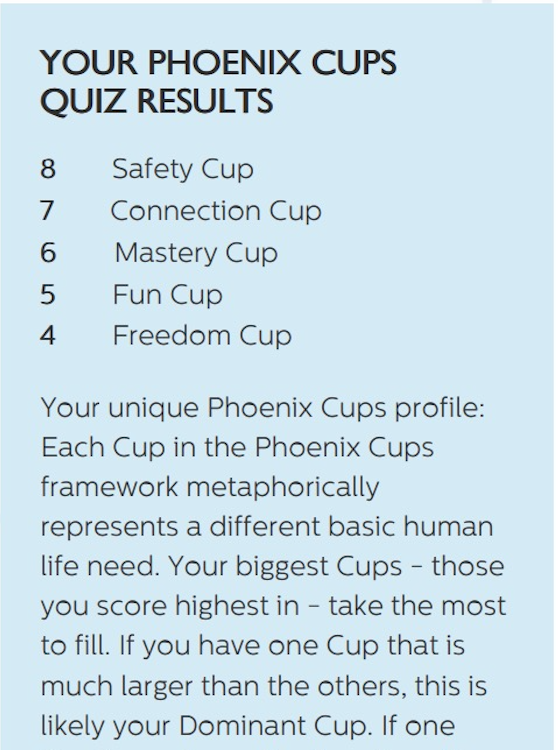 YOUR PHOENIX CUPS
QUIZ RESULTS
8 Safety Cup
7 Connection Cup
6 Mastery Cup
5 Fun Cup
4 Freedom Cup
Your unique Phoenix Cups profile:
Each Cup in the Phoenix Cups
framework metaphorically
represents a different basic human
life need. Your biggest Cups – those
you score highest in – take the most
to fill. If you have one Cup that is
much larger than the others, this is
likely your Dominant Cup. If one